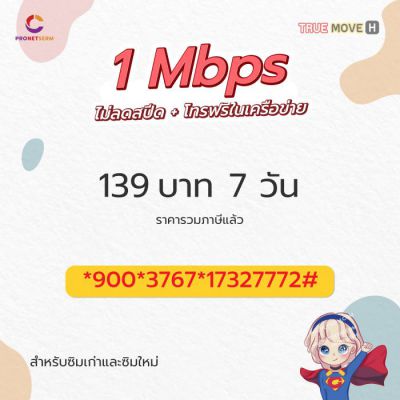 PRONETSERM
TRUE MOVE H
1 Mbps
ไม่ลดสปีด + โทรฟรีในเครือข่าย
139 บาท 7 วัน
ราคารวมภาษีแล้ว
*900*3767*17327772#
สำหรับซิมเก่าและซิมใหม่